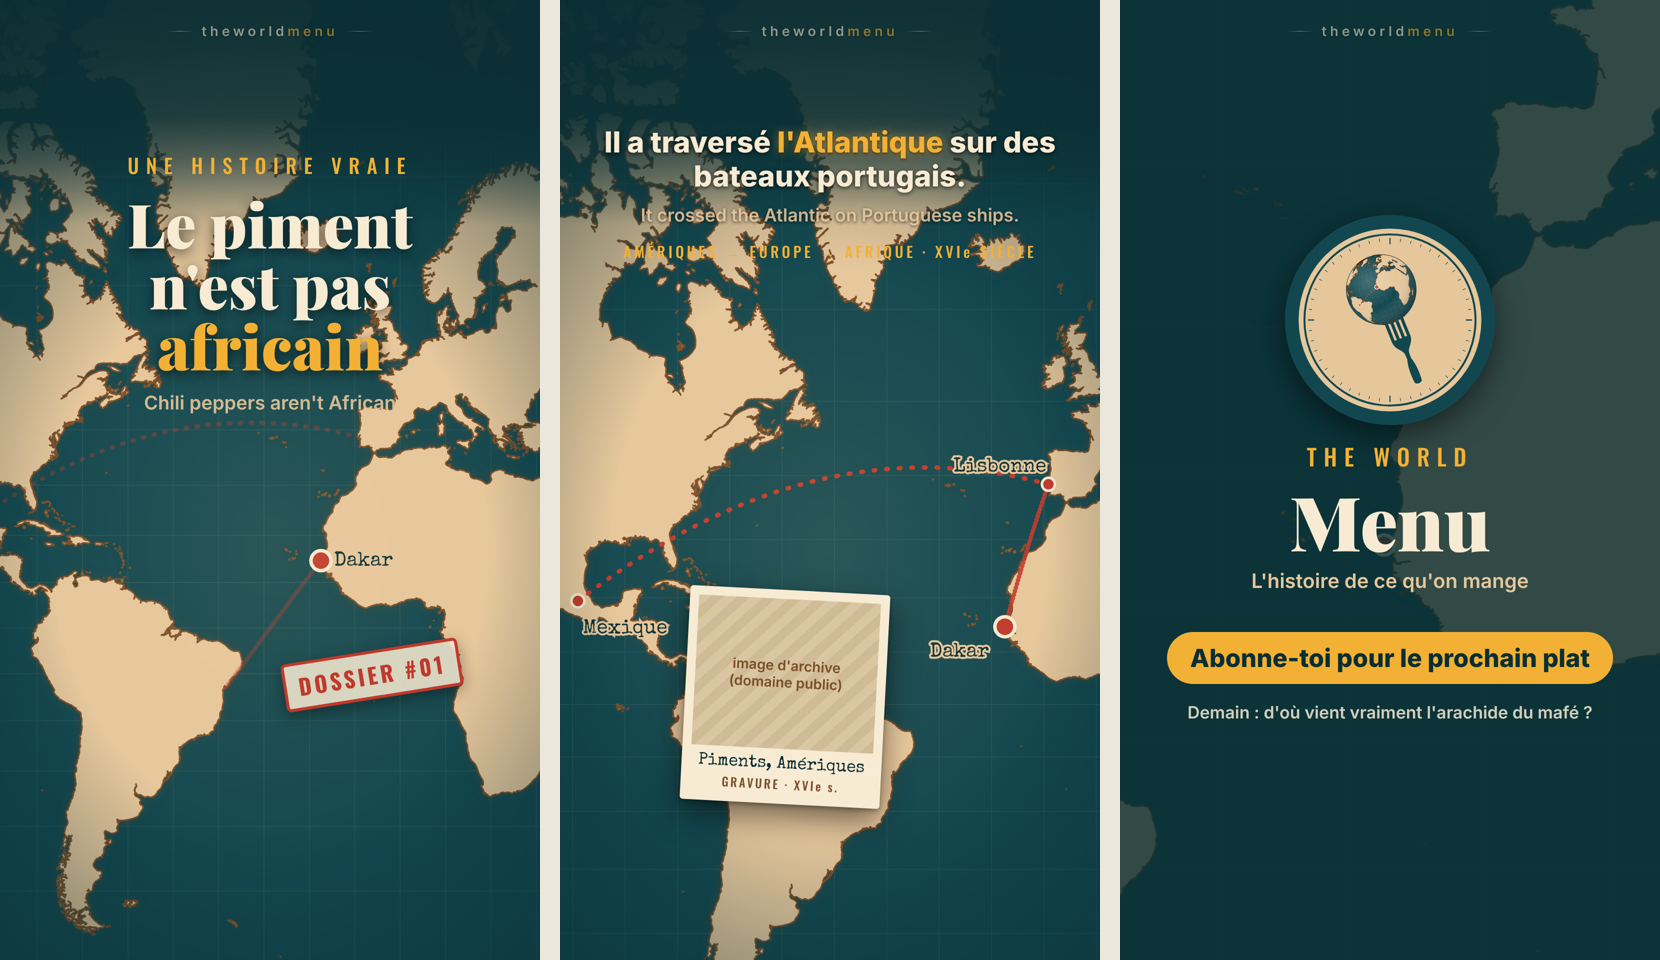 theworldmenu
UNE HISTOIRE VRAIE
Le piment
n'est pas
africain
Chili peppers aren't African
Dakar
DOSSIER #01
theworldmenu
Il a traversé l'Atlantique sur des
bateaux portugais.
It crossed the Atlantic on Portuguese ships.
AMÉRIQUES EUROPE AFRIQUE · XVIe SIÈCLE
Lisbonne
Mexique
Dakar
image d'archive
(domaine public)
Piments, Amériques
GRAVURE · XVIe s.
theworldmenu
THE WORLD
Menu
L'histoire de ce qu'on mange
Abonne-toi pour le prochain plat
Demain : d'où vient vraiment l'arachide du mafé ?